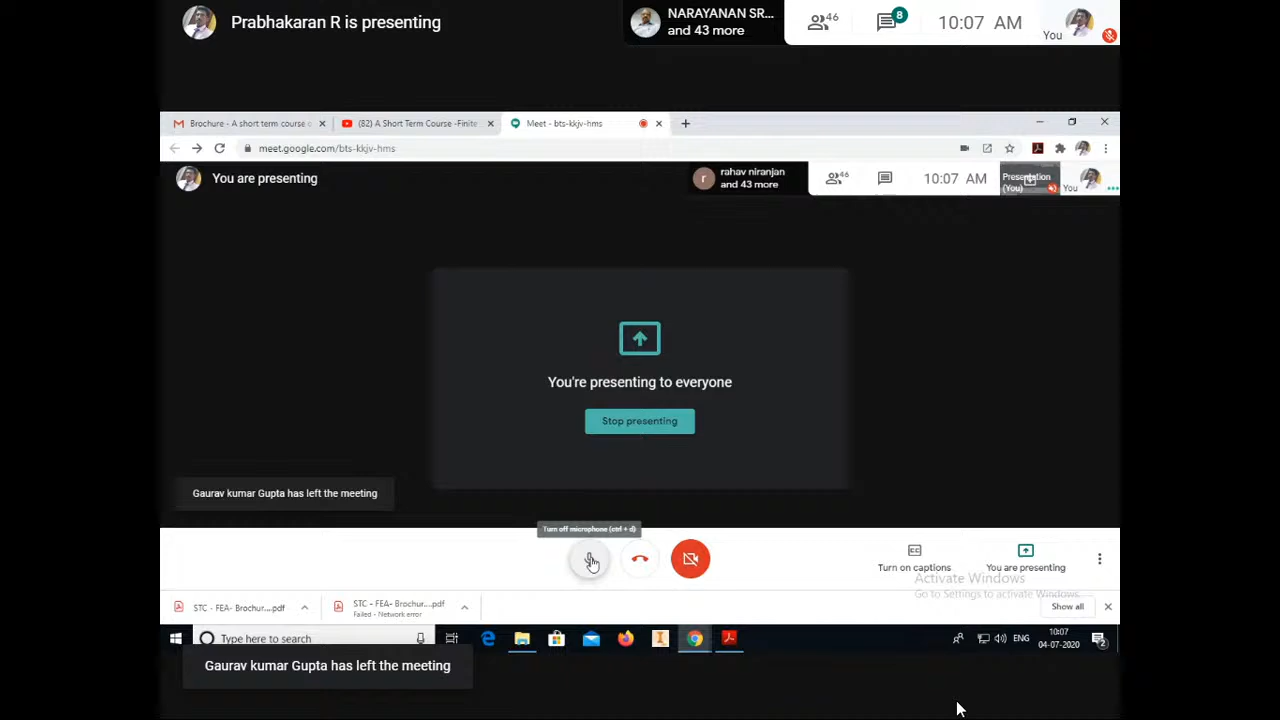 Prabhakaran R is presenting
NARAYANAN SR...
and 43 more
46
8
10:07 AM
You
Brochure - A short term course o
(82) A Short Term Course -Finite
Meet - bts-kkjv-hms
meet.google.com/bts-kkjv-hms
You are presenting
rahav niranjan
and 43 more
46
10:07 AM
Presentation
(You)
You
You're presenting to everyone
Stop presenting
Gaurav kumar Gupta has left the meeting
Turn off microphone (ctrl + d)
CC
Turn on captions
You are presenting
Activate Windows
Go to Settings to activate Windows.
STC - FEA- Brochur....pdf
STC - FEA- Brochur....pdf
Failed - Network error
Show all
Type here to search
ENG
10:07
04-07-2020
2
Gaurav kumar Gupta has left the meeting